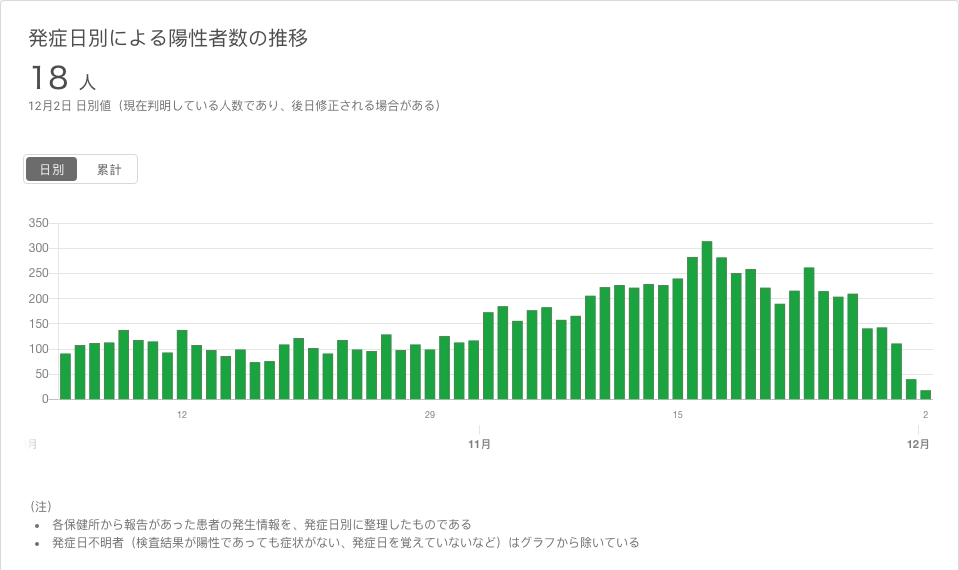 発症日別による陽性者数の推移
18 人
12月2日 日別値（現在判明している人数であり、後日修正される場合がある）
日別 累計
350
300
250
200
150
100
50
0
12 29 15 2
月 11月 12月
（注）
• 各保健所から報告があった患者の発生情報を、発症日別に整理したものである
• 発症日不明者（検査結果が陽性であっても症状がない、発症日を覚えていないなど）はグラフから除いている